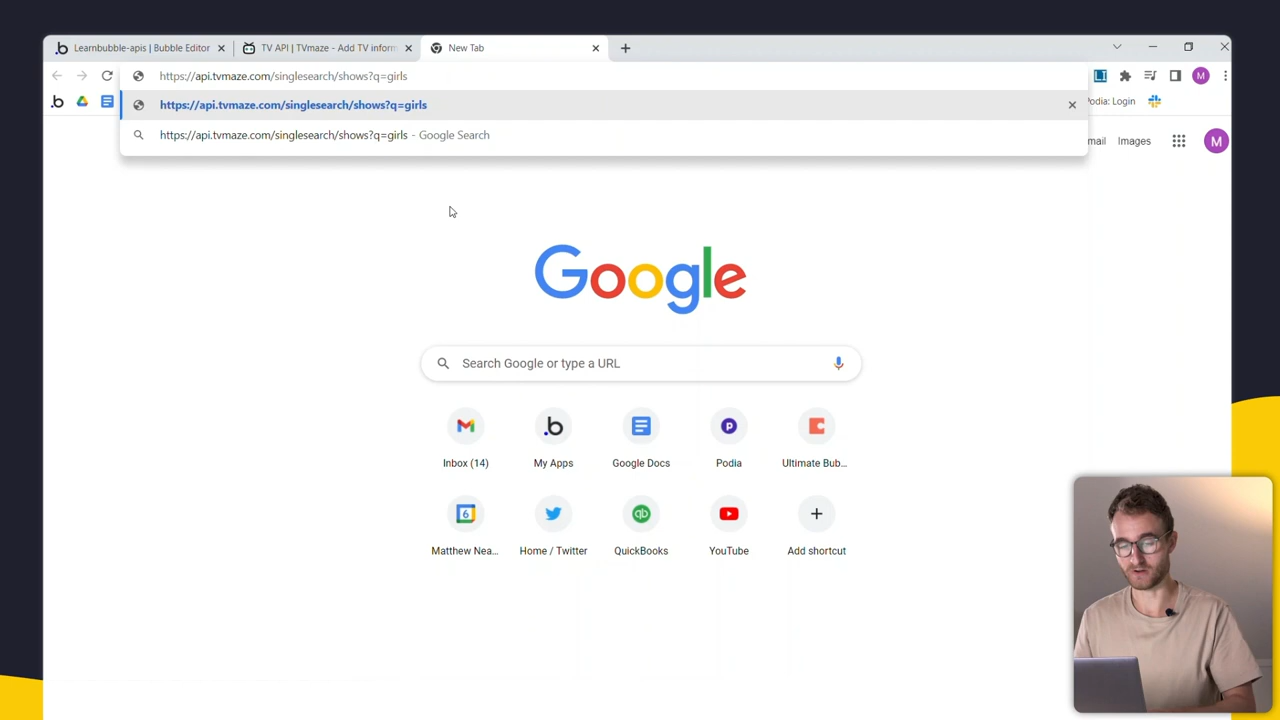 Learnbubble-apis | Bubble Editor
TV API | TVmaze - Add TV inform
New Tab
https://api.tvmaze.com/singlesearch/shows?q=girls
M
https://api.tvmaze.com/singlesearch/shows?q=girls
Podia: Login
https://api.tvmaze.com/singlesearch/shows?q=girls - Google Search
mail
Images
M
Google
Search Google or type a URL
Inbox (14)
My Apps
Google Docs
Podia
Ultimate Bub...
6
qb
Matthew Nea...
Home / Twitter
QuickBooks
YouTube
Add shortcut